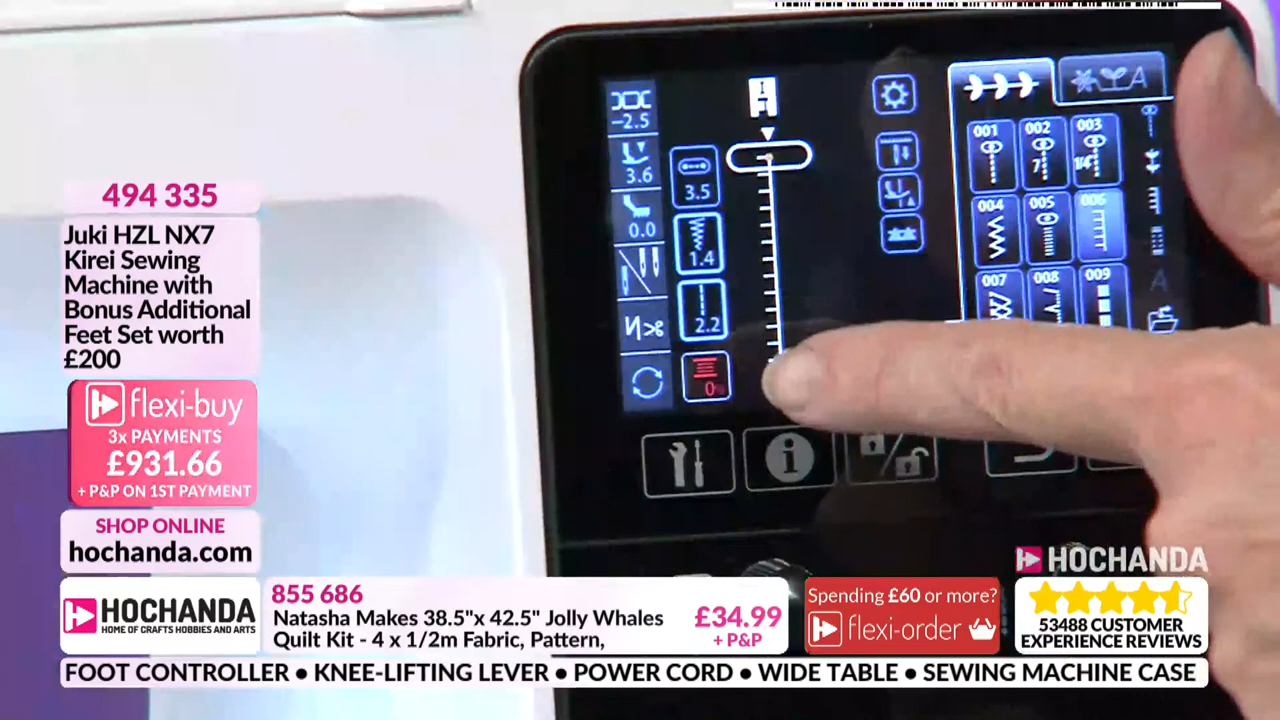 494 335
Juki HZL NX7
Kirei Sewing
Machine with
Bonus Additional
Feet Set worth
£200
flexi-buy
3x PAYMENTS
£931.66
+ P&P ON 1ST PAYMENT
SHOP ONLINE
hochanda.com
-2.5
3.6
0.0
3.5
1.4
2.2
0%
A
001 002 003
7 1/4"
004 005 006
007 008 009
A
HOCHANDA
HOCHANDA
HOME OF CRAFTS HOBBIES AND ARTS
855 686
Natasha Makes 38.5"x 42.5" Jolly Whales
Quilt Kit - 4 x 1/2m Fabric, Pattern,
£34.99
+ P&P
Spending £60 or more?
flexi-order
53488 CUSTOMER
EXPERIENCE REVIEWS
FOOT CONTROLLER ● KNEE-LIFTING LEVER ● POWER CORD ● WIDE TABLE ● SEWING MACHINE CASE